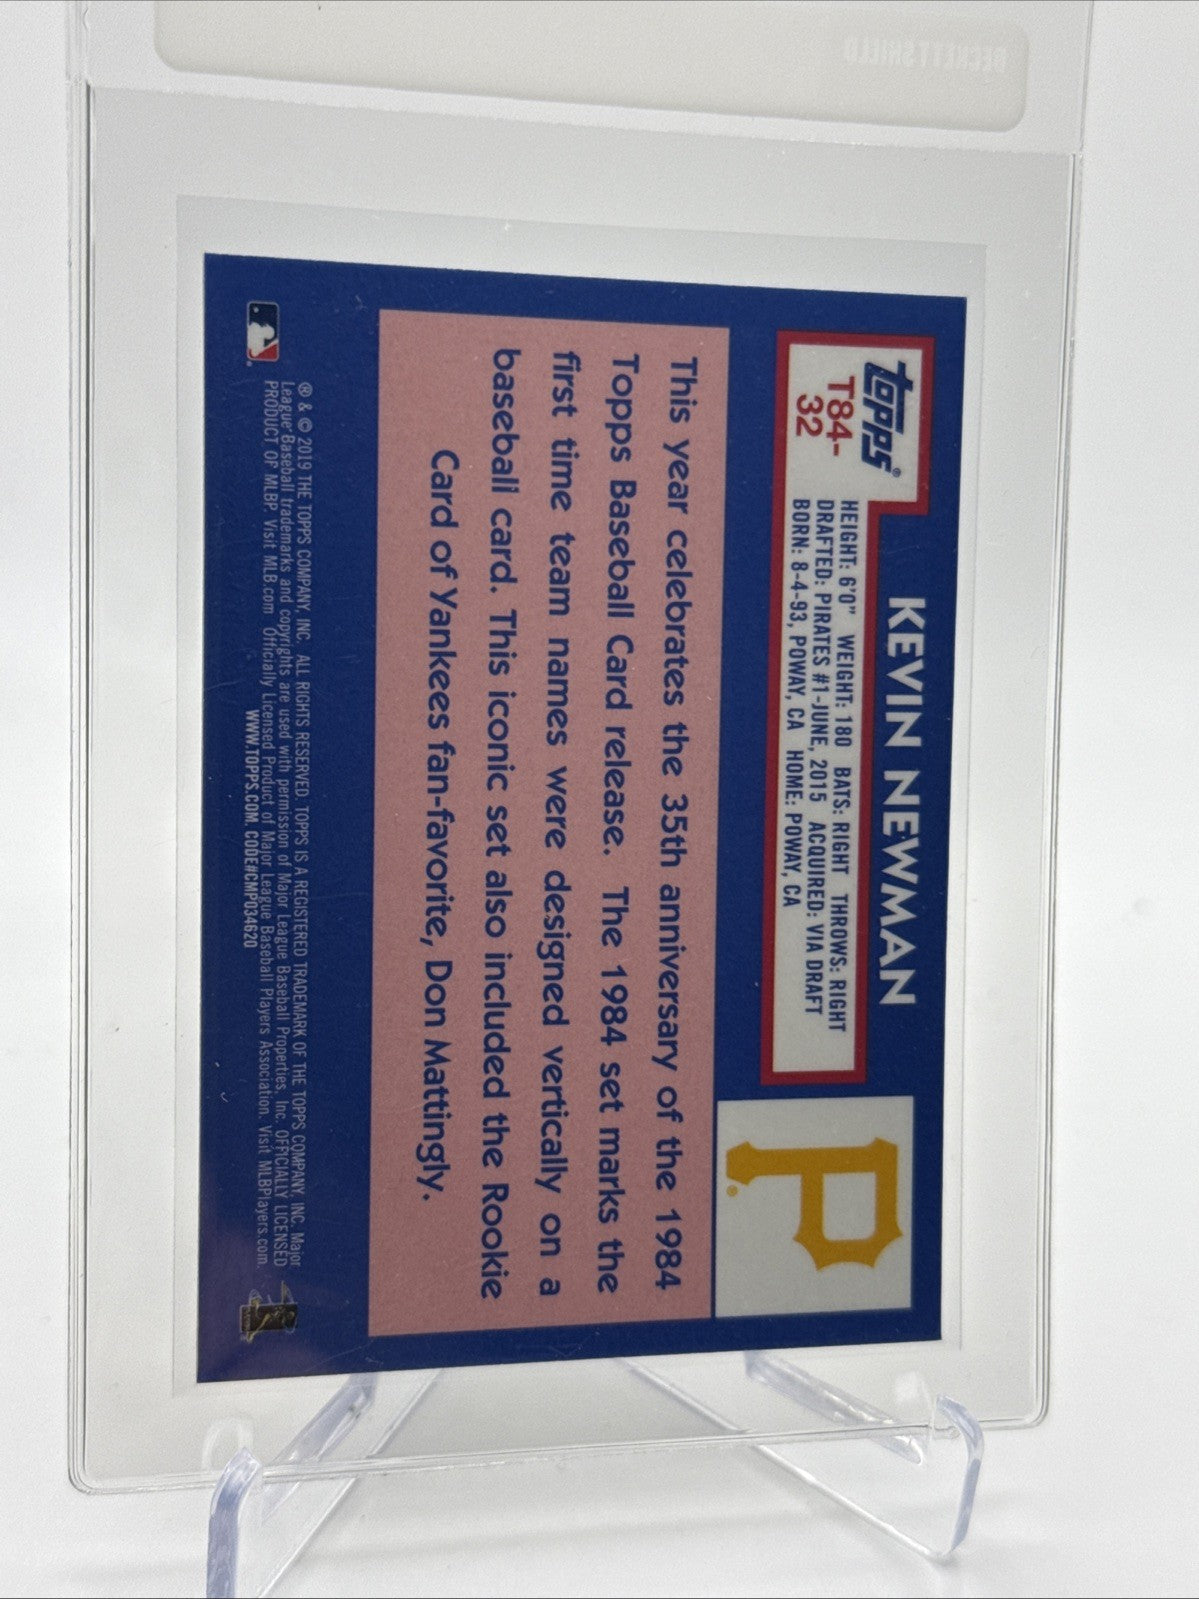 BECKETT SHIELD
topps®
T84-
32
KEVIN NEWMAN
HEIGHT: 6'0" WEIGHT: 180 BATS: RIGHT THROWS: RIGHT
DRAFTED: PIRATES #1-JUNE, 2015 ACQUIRED: VIA DRAFT
BORN: 8-4-93, POWAY, CA HOME: POWAY, CA
P®
This year celebrates the 35th anniversary of the 1984
Topps Baseball Card release. The 1984 set marks the
first time team names were designed vertically on a
baseball card. This iconic set also included the Rookie
Card of Yankees fan-favorite, Don Mattingly.
® & © 2019 THE TOPPS COMPANY, INC. ALL RIGHTS RESERVED. TOPPS IS A REGISTERED TRADEMARK OF THE TOPPS COMPANY, INC. Major
League Baseball trademarks and copyrights are used with permission of Major League Baseball Properties, Inc. OFFICIALLY LICENSED
PRODUCT OF MLBP. Visit MLB.com Officially Licensed Product of Major League Baseball Players Association. Visit MLBPlayers.com.
WWW.TOPPS.COM. CODE#CMP034620